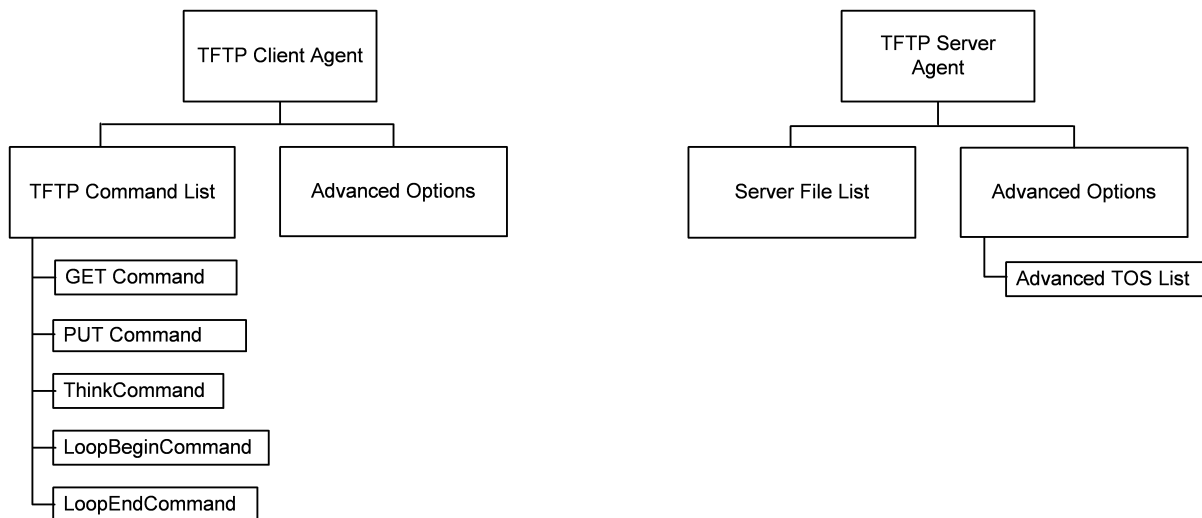 TFTP Client Agent
TFTP Command List
Advanced Options
GET Command
PUT Command
ThinkCommand
LoopBeginCommand
LoopEndCommand
TFTP Server
Agent
Server File List
Advanced Options
Advanced TOS List